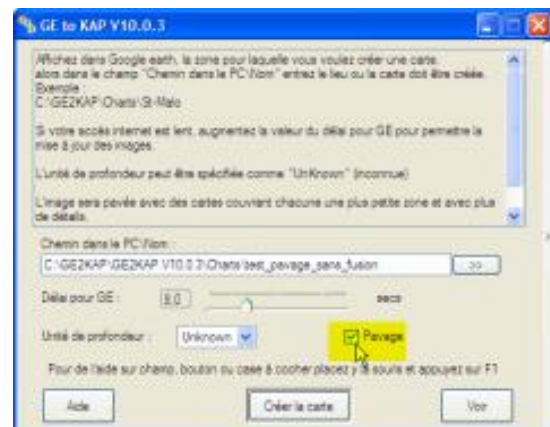 GE to KAP V10.0.3
Affichez dans Google earth, la zone pour laquelle vous voulez créer une carte.
alors dans le champ "Chemin dans le PC\Nom" entrez le lieu ou la carte doit être créée.
Exemple :
C:\GE2KAP\Charts\St-Malo
Si votre accès internet est lent, augmentez la valeur du délai pour GE pour permettre la
mise à jour des images.
L'unité de profondeur peut être spécifiée comme "UnKnown" (inconnue)
L'image sera pavée avec des cartes couvrant chacune une plus petite zone et avec plus
de détails.
Chemin dans le PC\Nom :
C:\GE2KAP\GE2KAP V10.0.3\Charts\test_pavage_sans_fusion >>
Délai pour GE : 8.0 secs
Unité de profondeur : Unknown Pavage
Pour de l'aide sur champ, bouton ou case à cocher placez y la souris et appuyez sur F1
Aide Créer la carte Voir